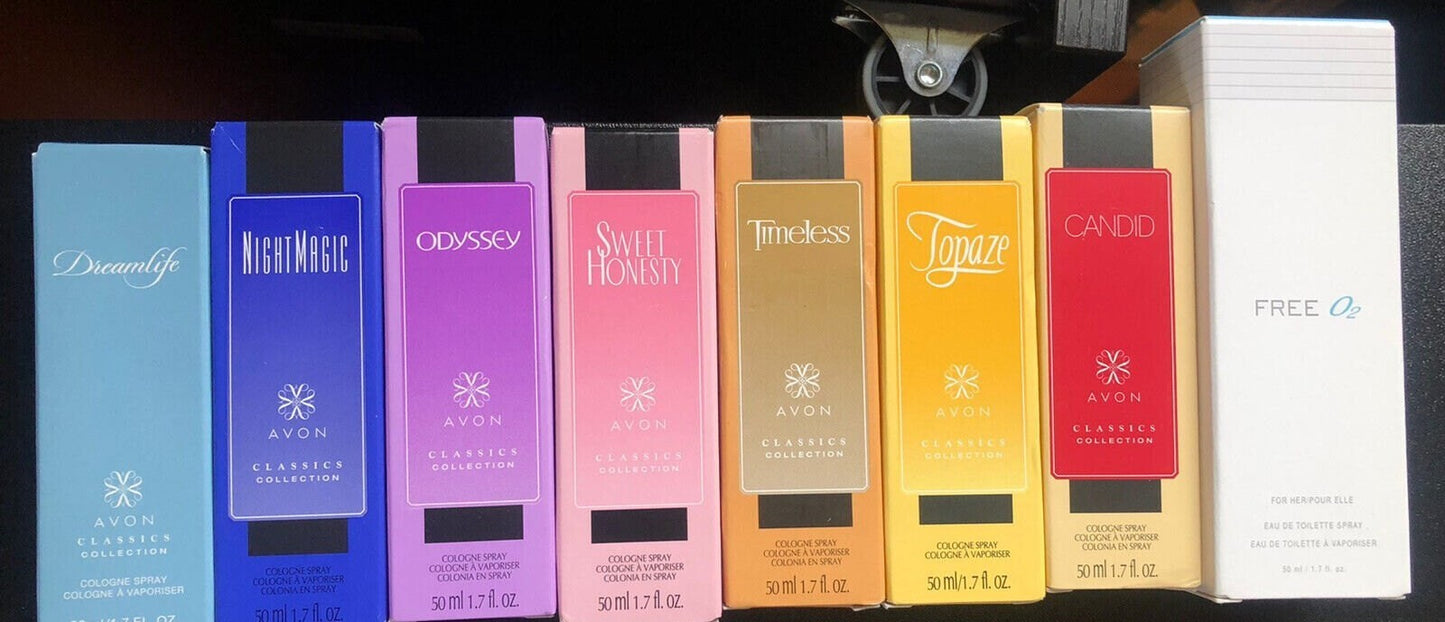 Dreamlife
AVON
CLASSICS
COLLECTION
COLOGNE SPRAY
COLOGNE À VAPORISER
NIGHTMAGIC
AVON
CLASSICS
COLLECTION
COLOGNE SPRAY
COLOGNE À VAPORISER
COLONIA EN SPRAY
50 ml 1.7 fl. oz.
ODYSSEY
AVON
CLASSICS
COLLECTION
COLOGNE SPRAY
COLOGNE À VAPORISER
COLONIA EN SPRAY
50 ml 1.7 fl. oz.
SWEET
HONESTY
AVON
CLASSICS
COLLECTION
COLOGNE SPRAY
COLOGNE À VAPORISER
COLONIA EN SPRAY
50 ml 1.7 fl. oz.
Timeless
AVON
CLASSICS
COLLECTION
COLOGNE SPRAY
COLOGNE À VAPORISER
COLONIA EN SPRAY
50 ml 1.7 fl. oz.
Topaze
AVON
CLASSICS
COLLECTION
COLOGNE SPRAY
COLOGNE À VAPORISER
50 ml/1.7 fl. oz.
CANDID
AVON
CLASSICS
COLLECTION
COLOGNE SPRAY
COLOGNE À VAPORISER
COLONIA EN SPRAY
50 ml 1.7 fl. oz.
FREE O2
FOR HER/POUR ELLE
EAU DE TOILETTE SPRAY
EAU DE TOILETTE À VAPORISER
50 ml / 1.7 fl. oz.